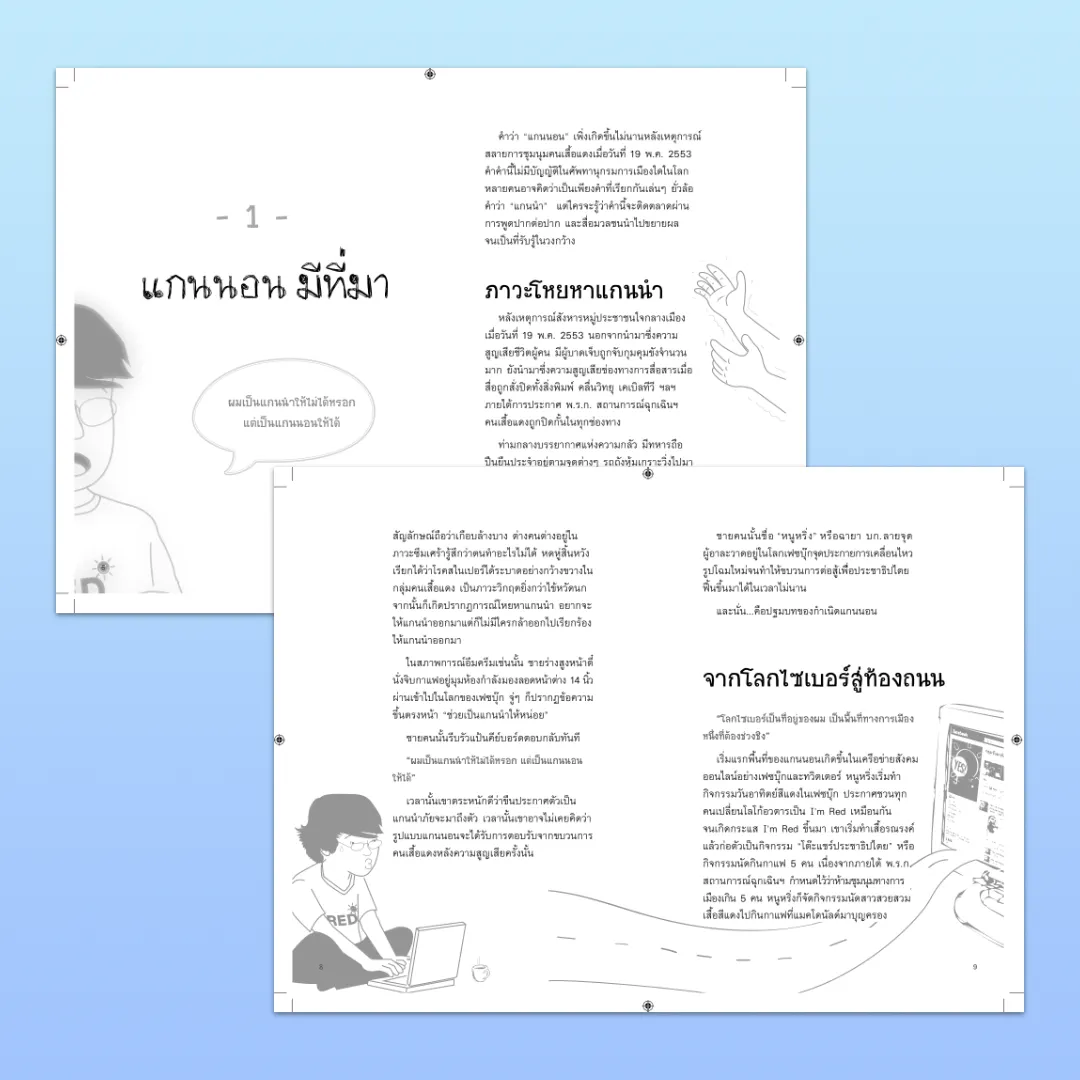 - 1 -
แกนนอน มีที่มา
ผมเป็นแกนนำให้ไม่ได้หรอก
แต่เป็นแกนนอนให้ได้
6
คำว่า “แกนนอน” เพิ่งเกิดขึ้นไม่นานหลังเหตุการณ์
สลายการชุมนุมคนเสื้อแดงเมื่อวันที่ 19 พ.ค. 2553
คำคำนี้ไม่มีบัญญัติในศัพทานุกรมการเมืองใดในโลก
หลายคนอาจคิดว่าเป็นเพียงคำที่เรียกกันเล่นๆ ยั่วล้อ
คำว่า “แกนนำ” แต่ใครจะรู้ว่าคำนี้จะติดตลาดผ่าน
การพูดปากต่อปาก และสื่อมวลชนนำไปขยายผล
จนเป็นที่รับรู้ในวงกว้าง
ภาวะโหยหาแกนนำ
หลังเหตุการณ์สังหารหมู่ประชาชนใจกลางเมือง
เมื่อวันที่ 19 พ.ค. 2553 นอกจากนำมาซึ่งความ
สูญเสียชีวิตผู้คน มีผู้บาดเจ็บถูกจับกุมคุมขังจำนวน
มาก ยังนำมาซึ่งความสูญเสียช่องทางการสื่อสารเมื่อ
สื่อถูกสั่งปิดทั้งสิ่งพิมพ์ คลื่นวิทยุ เคเบิลทีวี ฯลฯ
ภายใต้การประกาศ พ.ร.ก. สถานการณ์ฉุกเฉินฯ
คนเสื้อแดงถูกปิดกั้นในทุกช่องทาง
ท่ามกลางบรรยากาศแห่งความกลัว มีทหารถือ
ปืนยืนประจำอยู่ตามจุดต่างๆ รถถังหุ้มเกราะวิ่งไปมา
สัญลักษณ์ถือว่าเกือบล้างบาง ต่างคนต่างอยู่ใน
ภาวะซึมเศร้ารู้สึกว่าตนทำอะไรไม่ได้ หดหู่สิ้นหวัง
เรียกได้ว่าโรคสไนเปอร์ได้ระบาดอย่างกว้างขวางใน
กลุ่มคนเสื้อแดง เป็นภาวะวิกฤตยิ่งกว่าไข้หวัดนก
จากนั้นก็เกิดปรากฏการณ์โหยหาแกนนำ อยากจะ
ให้แกนนำออกมาแต่ก็ไม่มีใครกล้าออกไปเรียกร้อง
ให้แกนนำออกมา
ในสภาพการณ์อึมครึมเช่นนั้น ชายร่างสูงหน้าตี๋
นั่งจิบกาแฟอยู่มุมห้องกำลังมองลอดหน้าต่าง 14 นิ้ว
ผ่านเข้าไปในโลกของเฟซบุ๊ก จู่ๆ ก็ปรากฏข้อความ
ขึ้นตรงหน้า “ช่วยเป็นแกนนำให้หน่อย”
ชายคนนั้นรีบรัวแป้นคีย์บอร์ดตอบกลับทันที
“ผมเป็นแกนนำให้ไม่ได้หรอก แต่เป็นแกนนอน
ให้ได้”
เวลานั้นเขาตระหนักดีว่าขืนประกาศตัวเป็น
แกนนำภัยจะมาถึงตัว เวลานั้นเขาอาจไม่เคยคิดว่า
รูปแบบแกนนอนจะได้รับการตอบรับจากขบวนการ
คนเสื้อแดงหลังความสูญเสียครั้งนั้น
RED
8
ชายคนนั้นชื่อ “หนูหริ่ง” หรือฉายา บก.ลายจุด
ผู้อาละวาดอยู่ในโลกเฟซบุ๊กจุดประกายการเคลื่อนไหว
รูปโฉมใหม่จนทำให้ขบวนการต่อสู้เพื่อประชาธิปไตย
ฟื้นขึ้นมาได้ในเวลาไม่นาน
และนั่น...คือปฐมบทของกำเนิดแกนนอน
จากโลกไซเบอร์สู่ท้องถนน
“โลกไซเบอร์เป็นที่อยู่ของผม เป็นพื้นที่ทางการเมือง
หนึ่งที่ต้องช่วงชิง”
เริ่มแรกพื้นที่ของแกนนอนเกิดขึ้นในเครือข่ายสังคม
ออนไลน์อย่างเฟซบุ๊กและทวิตเตอร์ หนูหริ่งเริ่มทำ
กิจกรรมวันอาทิตย์สีแดงในเฟซบุ๊ก ประกาศชวนทุก
คนเปลี่ยนโลโก้อวตารเป็น I’m Red เหมือนกัน
จนเกิดกระแส I’m Red ขึ้นมา เขาเริ่มทำเสื้อรณรงค์
แล้วก่อตัวเป็นกิจกรรม “โต๊ะแชร์ประชาธิปไตย” หรือ
กิจกรรมนัดกินกาแฟ 5 คน เนื่องจากภายใต้ พ.ร.ก.
สถานการณ์ฉุกเฉินฯ กำหนดไว้ว่าห้ามชุมนุมทางการ
เมืองเกิน 5 คน หนูหริ่งก็จัดกิจกรรมนัดสาวสวยสวม
เสื้อสีแดงไปกินกาแฟที่แมคโดนัลด์มาบุญครอง
facebook
YES!
9